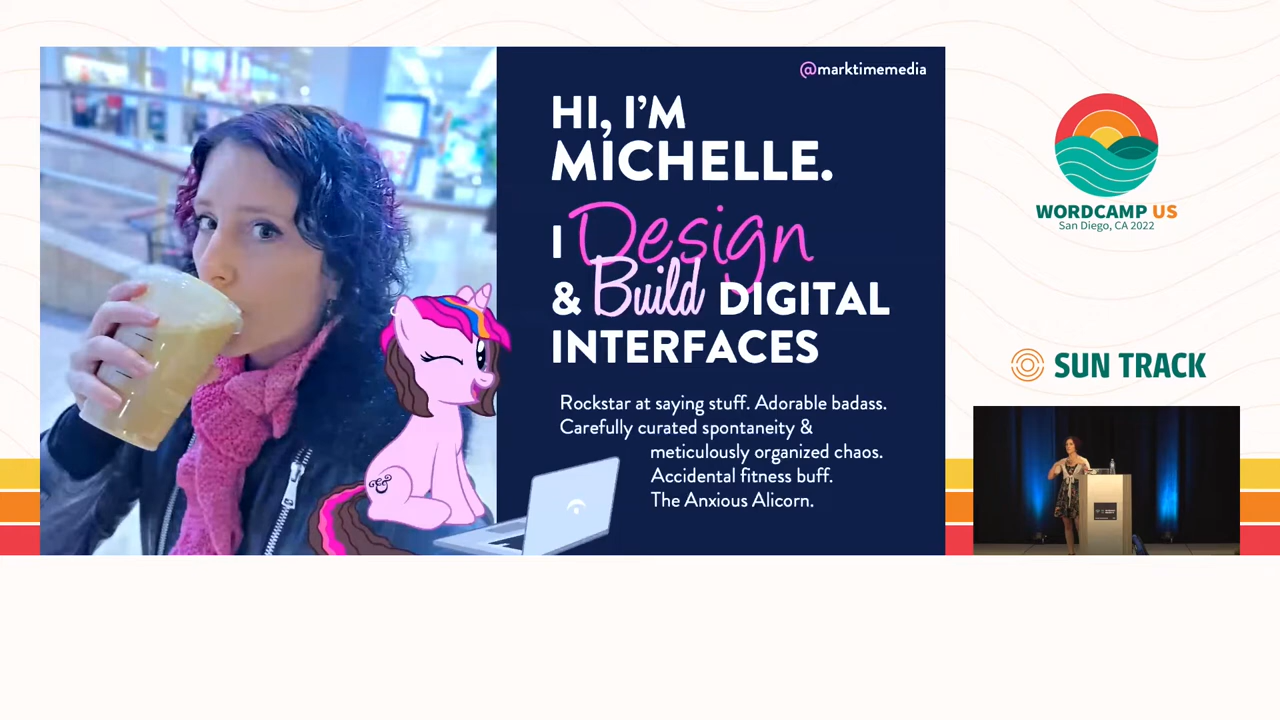 @marktimemedia
HI, I'M
MICHELLE.
I Design
& Build DIGITAL
INTERFACES
Rockstar at saying stuff. Adorable badass.
Carefully curated spontaneity &
meticulously organized chaos.
Accidental fitness buff.
The Anxious Alicorn.
WORDCAMP US
San Diego, CA 2022
SUN TRACK